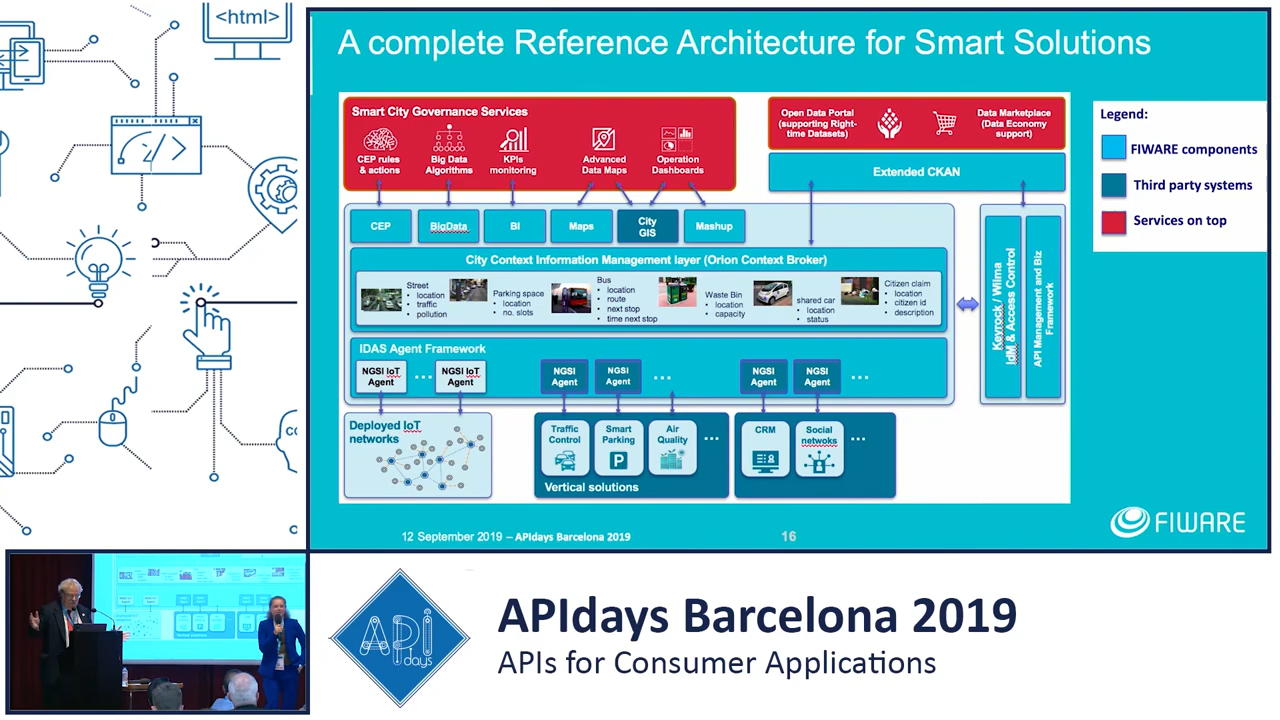 <html>
A complete Reference Architecture for Smart Solutions
Smart City Governance Services
CEP rules
& actions
Big Data
Algorithms
KPIs
monitoring
Advanced
Data Maps
Operation
Dashboards
Open Data Portal
(supporting Right-
time Datasets)
Data Marketplace
(Data Economy
support)
Extended CKAN
Legend:
FIWARE components
Third party systems
Services on top
CEP
BigData
BI
Maps
City
GIS
Mashup
City Context Information Management layer (Orion Context Broker)
Street
• location
• traffic
• pollution
Parking space
• location
• no. slots
Bus
• location
• route
• next stop
• time next stop
Waste Bin
• location
• capacity
shared car
• location
• status
Citizen claim
• location
• citizen id
• description
Keyrock / Wilma
IdM & Access Control
API Management and Biz
Framework
IDAS Agent Framework
NGSI IoT
Agent
...
NGSI IoT
Agent
NGSI
Agent
NGSI
Agent
...
NGSI
Agent
NGSI
Agent
...
Deployed IoT
networks
Traffic
Control
Smart
Parking
P
Air
Quality
...
Vertical solutions
CRM
Social
netwoks
...
12 September 2019 – APIdays Barcelona 2019
16
FIWARE
API
days
APIdays Barcelona 2019
APIs for Consumer Applications